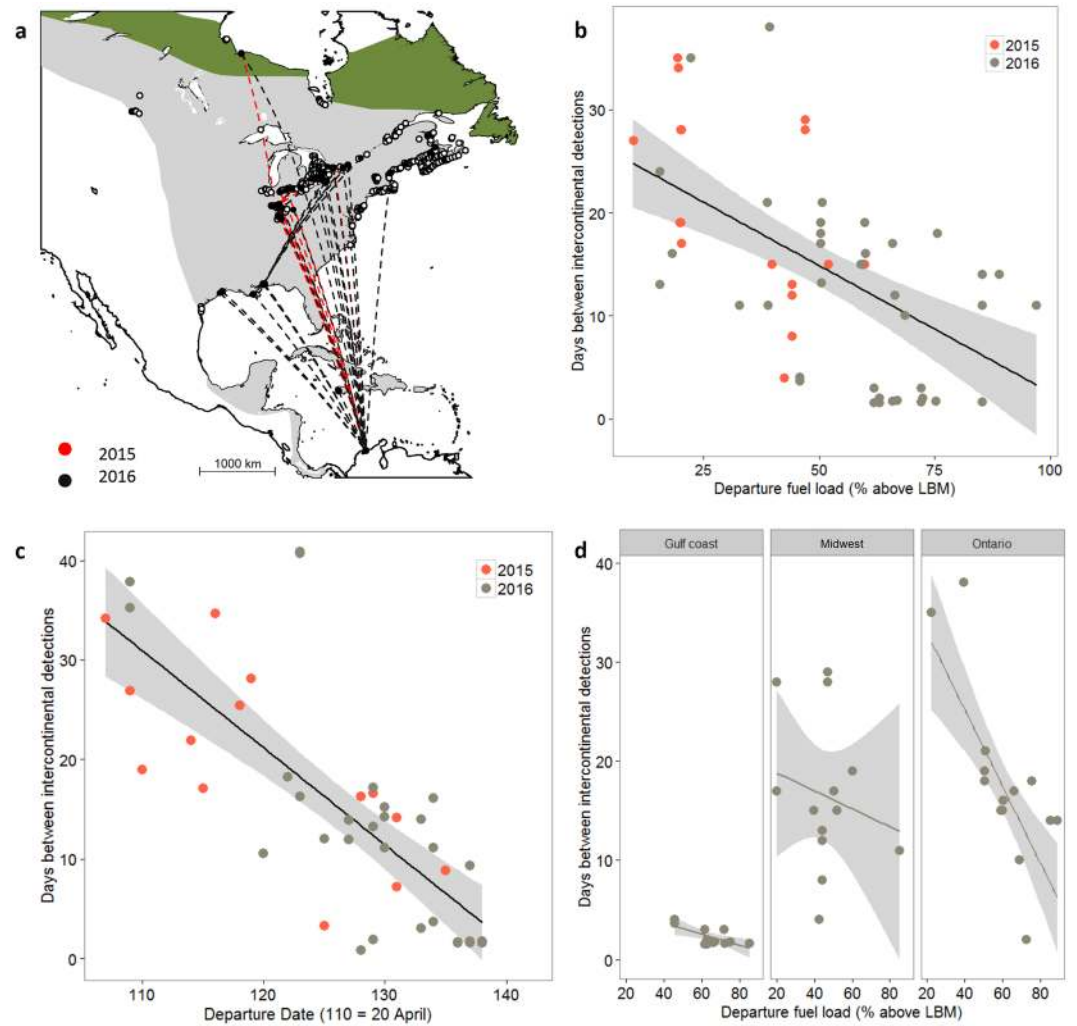 a
2015
2016
1000 km
b
2015
2016
Days between intercontinental detections
30
20
10
0
25
50
75
100
Departure fuel load (% above LBM)
c
2015
2016
Days between intercontinental detections
40
30
20
10
0
110
120
130
140
Departure Date (110 = 20 April)
d
Gulf coast
Midwest
Ontario
Days between intercontinental detections
40
30
20
10
0
20 40 60 80
20 40 60 80
20 40 60 80
Departure fuel load (% above LBM)